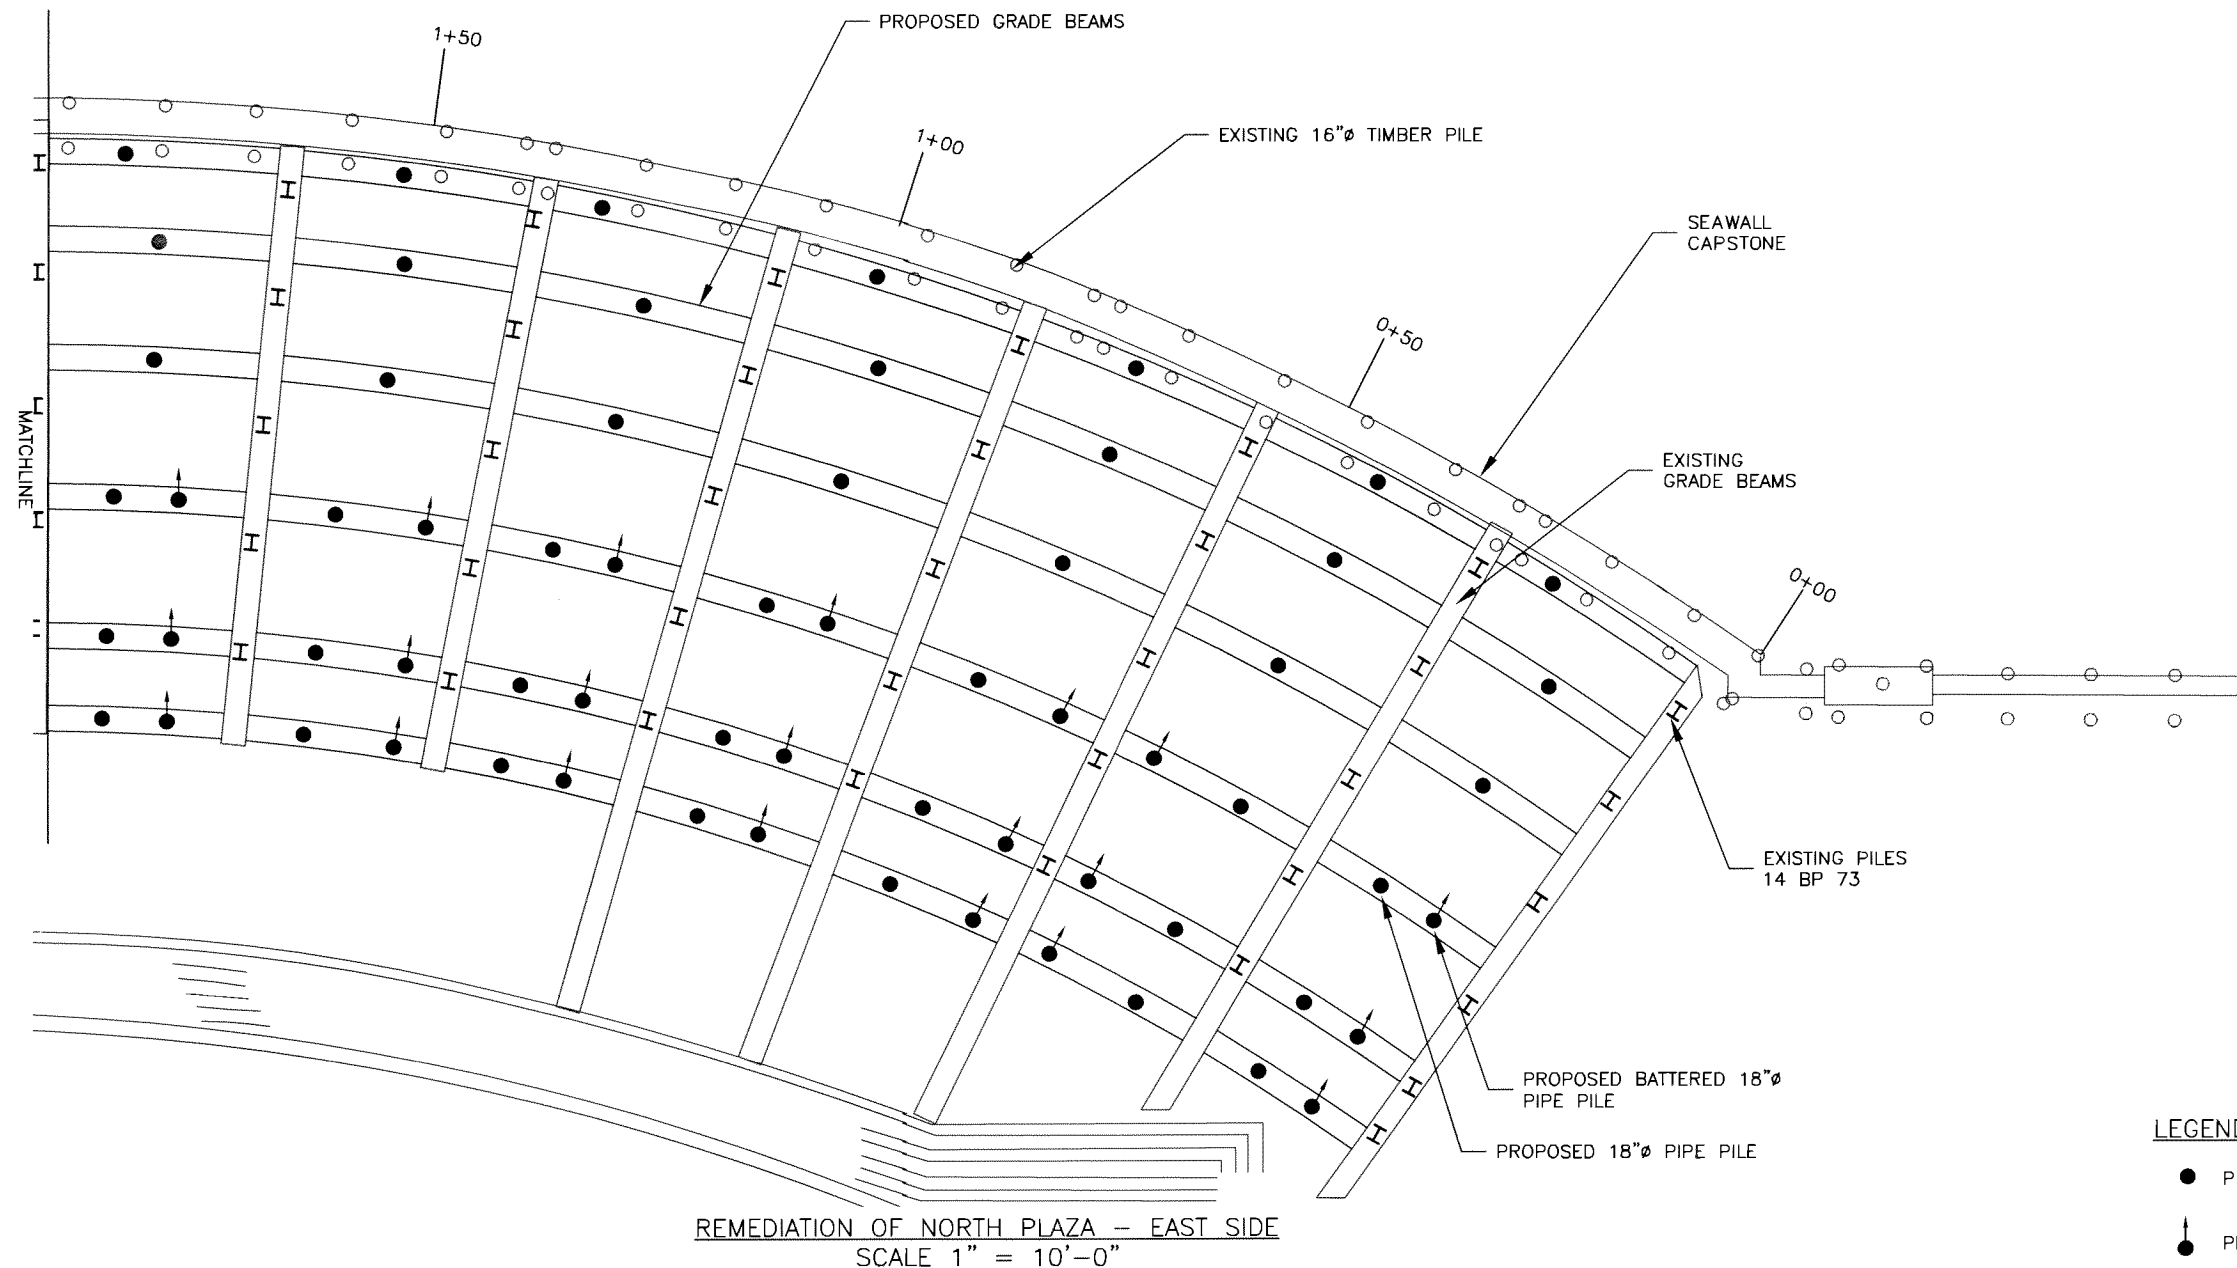 PROPOSED GRADE BEAMS
1+50
1+00
EXISTING 16"ø TIMBER PILE
SEAWALL
CAPSTONE
0+50
EXISTING
GRADE BEAMS
MATCHLINE
0+00
EXISTING PILES
14 BP 73
PROPOSED BATTERED 18"ø
PIPE PILE
PROPOSED 18"ø PIPE PILE
LEGEND
P
P
REMEDIATION OF NORTH PLAZA – EAST SIDE
SCALE 1" = 10'–0"